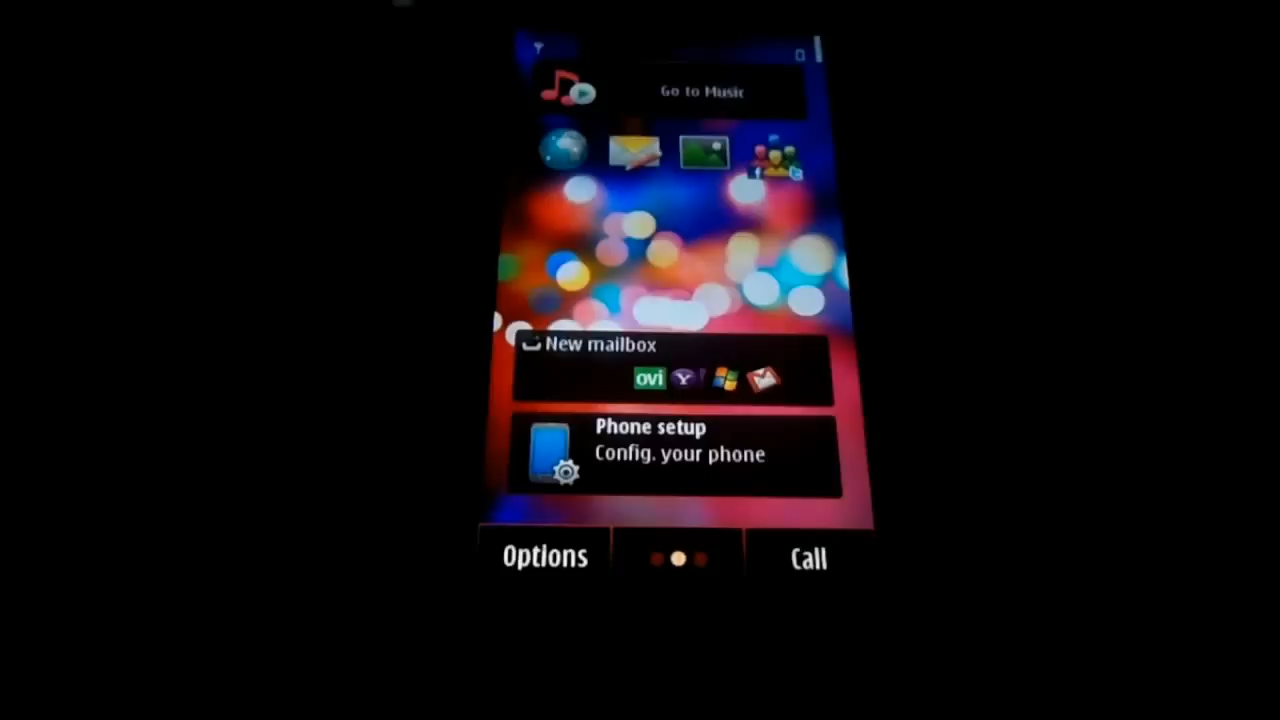 Go to Music
f
New mailbox
ovi Y! M
Phone setup
Config. your phone
Options
Call